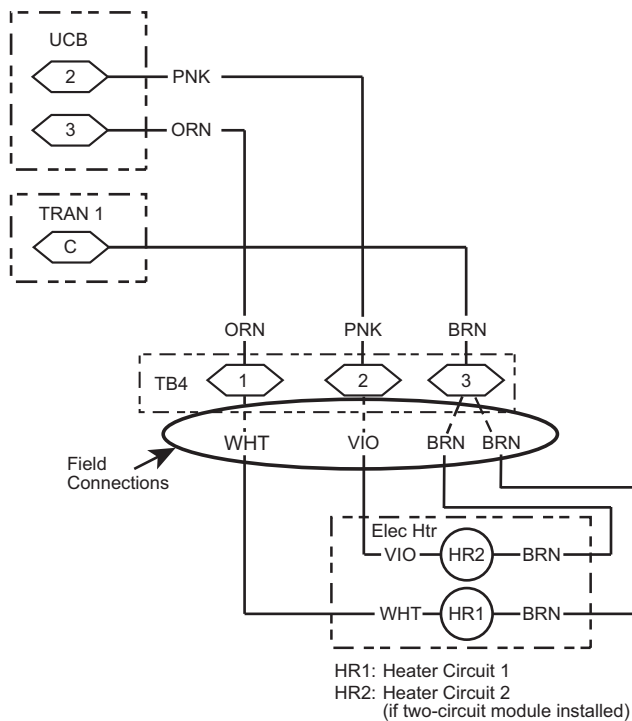 UCB
2 PNK
3 ORN
TRAN 1
C
ORN PNK BRN
TB4 1 2 3
WHT VIO BRN BRN
Field
Connections
Elec Htr
VIO HR2 BRN
WHT HR1 BRN
HR1: Heater Circuit 1
HR2: Heater Circuit 2
(if two-circuit module installed)